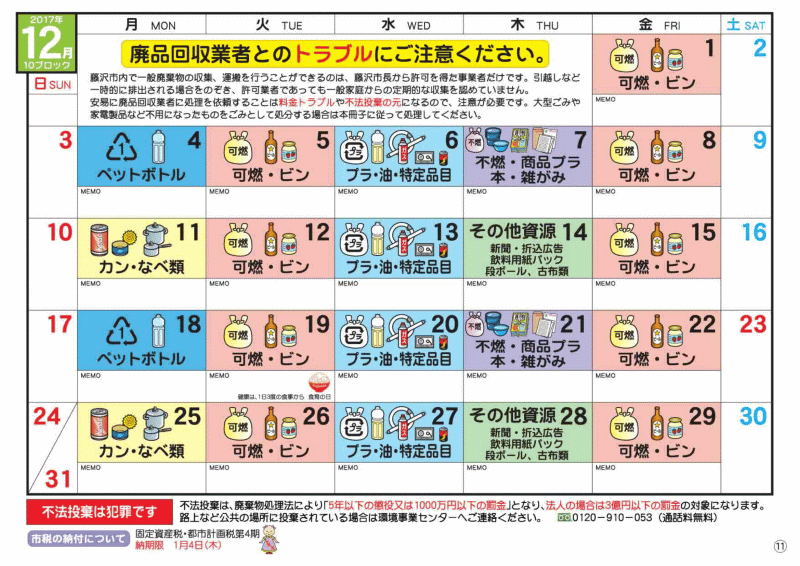 2017年
12月
10ブロック
月 MON
火 TUE
水 WED
木 THU
金 FRI
土 SAT
日 SUN
廃品回収業者とのトラブルにご注意ください。
藤沢市内で一般廃棄物の収集、運搬を行うことができるのは、藤沢市長から許可を得た事業者だけです。引越しなど
一時的に排出される場合をのぞき、許可業者であっても一般家庭からの定期的な収集を認めていません。
安易に廃品回収業者に処理を依頼することは料金トラブルや不法投棄の元になるので、注意が必要です。大型ごみや
家電製品など不用になったものをごみとして処分する場合は本冊子に従って処理してください。
可燃 1
可燃・ビン
MEMO
2
3
1 4
ペットボトル
MEMO
可燃 5
可燃・ビン
MEMO
プラ 6
プラ・油・特定品目
MEMO
不燃 7
不燃・商品プラ
本・雑がみ
MEMO
可燃 8
可燃・ビン
MEMO
9
10
11
カン・なべ類
MEMO
可燃 12
可燃・ビン
MEMO
プラ 13
プラ・油・特定品目
MEMO
その他資源 14
新聞・折込広告
飲料用紙パック
段ボール、古布類
MEMO
可燃 15
可燃・ビン
MEMO
16
17
1 18
ペットボトル
MEMO
可燃 19
可燃・ビン
MEMO
健康は、1日3度の食事から 食育の日
プラ 20
プラ・油・特定品目
MEMO
不燃 21
不燃・商品プラ
本・雑がみ
MEMO
可燃 22
可燃・ビン
MEMO
23
24
31
25
カン・なべ類
MEMO
可燃 26
可燃・ビン
MEMO
プラ 27
プラ・油・特定品目
MEMO
その他資源 28
新聞・折込広告
飲料用紙パック
段ボール、古布類
MEMO
可燃 29
可燃・ビン
MEMO
30
不法投棄は犯罪です
不法投棄は、廃棄物処理法により「5年以下の懲役又は1000万円以下の罰金」となり、法人の場合は3億円以下の罰金の対象になります。
路上など公共の場所に投棄されている場合は環境事業センターへご連絡ください。 0120-910-053(通話料無料)
市税の納付について
固定資産税・都市計画税第4期
納期限 1月4日(木)
⑪